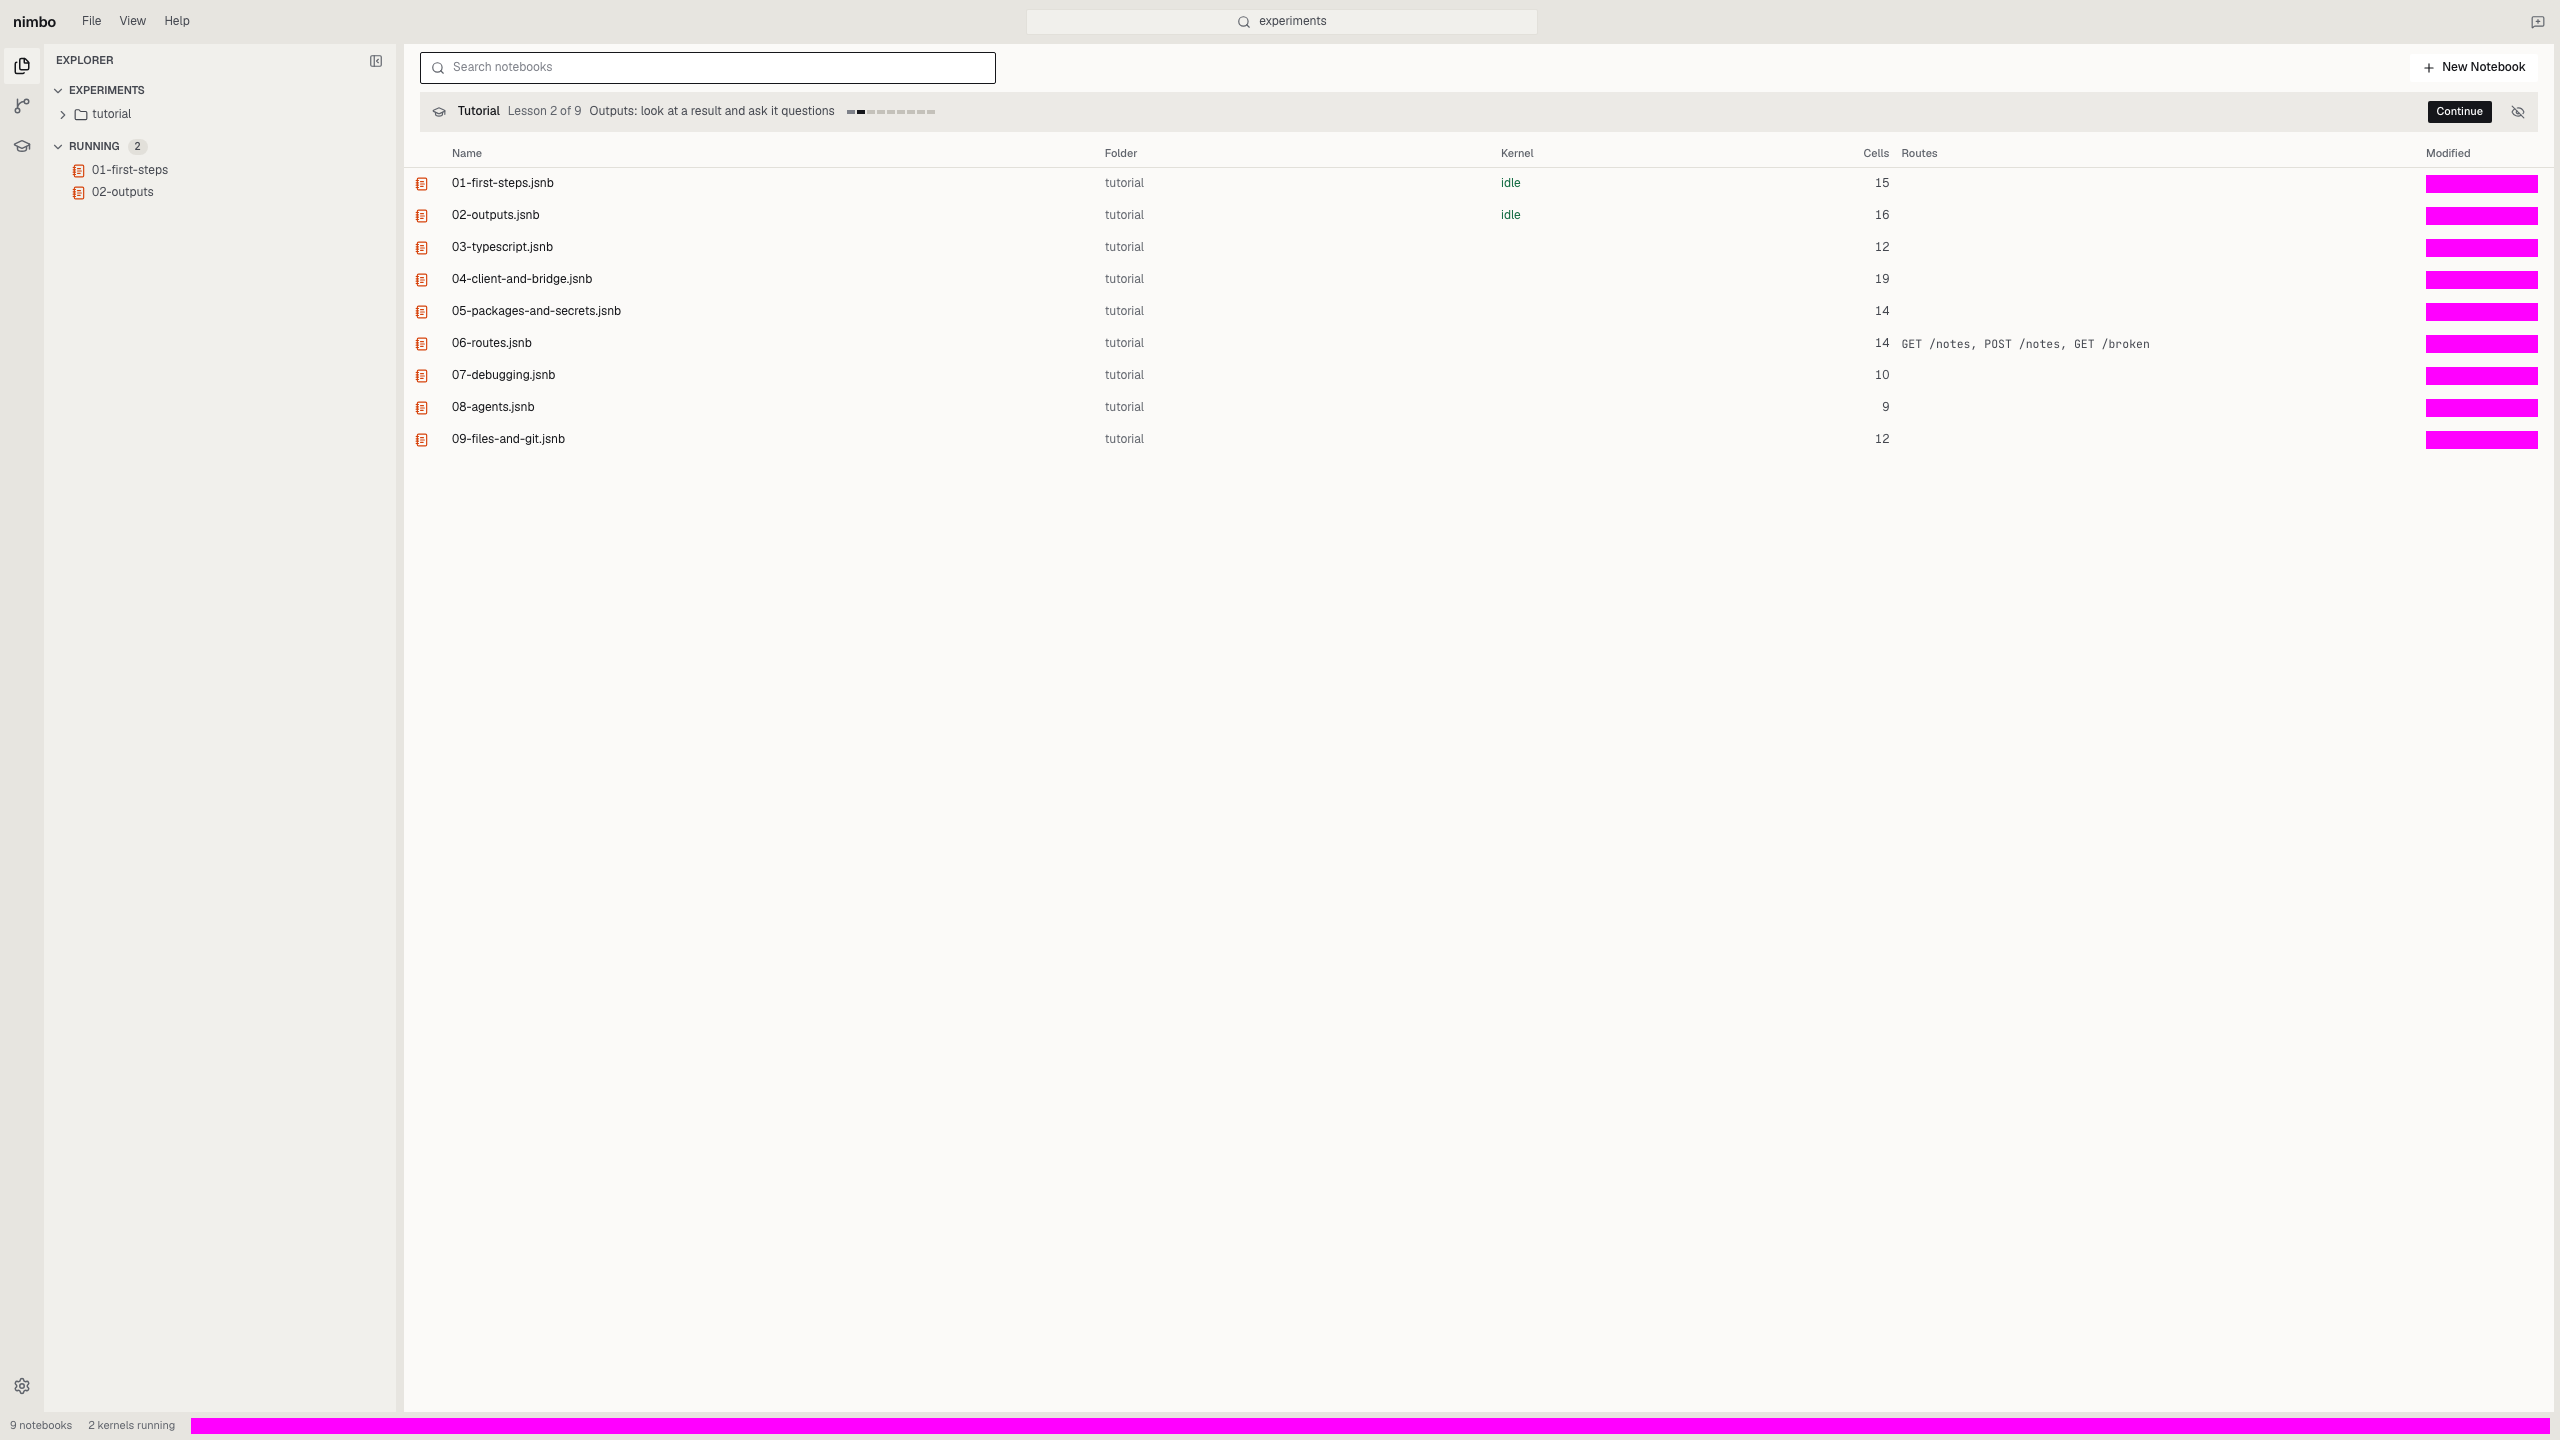 nimbo File View Help experiments
EXPLORER
EXPERIMENTS
tutorial
RUNNING 2
01-first-steps
02-outputs
Search notebooks
New Notebook
Tutorial Lesson 2 of 9 Outputs: look at a result and ask it questions Continue
Name Folder Kernel Cells Routes Modified
01-first-steps.jsnb tutorial idle 15
02-outputs.jsnb tutorial idle 16
03-typescript.jsnb tutorial 12
04-client-and-bridge.jsnb tutorial 19
05-packages-and-secrets.jsnb tutorial 14
06-routes.jsnb tutorial 14 GET /notes, POST /notes, GET /broken
07-debugging.jsnb tutorial 10
08-agents.jsnb tutorial 9
09-files-and-git.jsnb tutorial 12
9 notebooks 2 kernels running